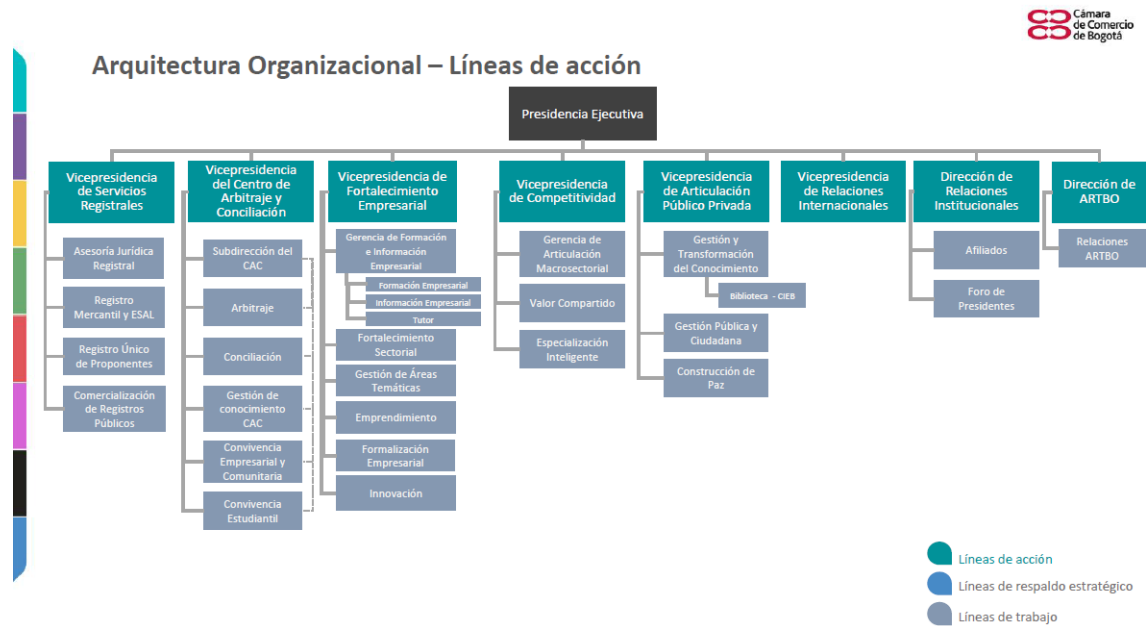 Cámara
de Comercio
de Bogotá
Arquitectura Organizacional – Líneas de acción
Presidencia Ejecutiva
Vicepresidencia
de Servicios
Registrales
Asesoría Jurídica
Registral
Registro
Mercantil y ESAL
Registro Único
de Proponentes
Comercialización
de Registros
Públicos
Vicepresidencia
del Centro de
Arbitraje y
Conciliación
Subdirección del
CAC
Arbitraje
Conciliación
Gestión de
conocimiento
CAC
Convivencia
Empresarial y
Comunitaria
Convivencia
Estudiantil
Vicepresidencia de
Fortalecimiento
Empresarial
Gerencia de Formación
e Información
Empresarial
Formación Empresarial
Información Empresarial
Tutor
Fortalecimiento
Sectorial
Gestión de Áreas
Temáticas
Emprendimiento
Formalización
Empresarial
Innovación
Vicepresidencia
de Competitividad
Gerencia de
Articulación
Macrosectorial
Valor Compartido
Especialización
Inteligente
Vicepresidencia
de Articulación
Público Privada
Gestión y
Transformación
del Conocimiento
Biblioteca - CIEB
Gestión Pública y
Ciudadana
Construcción de
Paz
Vicepresidencia
de Relaciones
Internacionales
Dirección de
Relaciones
Institucionales
Afiliados
Foro de
Presidentes
Dirección de
ARTBO
Relaciones
ARTBO
Líneas de acción
Líneas de respaldo estratégico
Líneas de trabajo